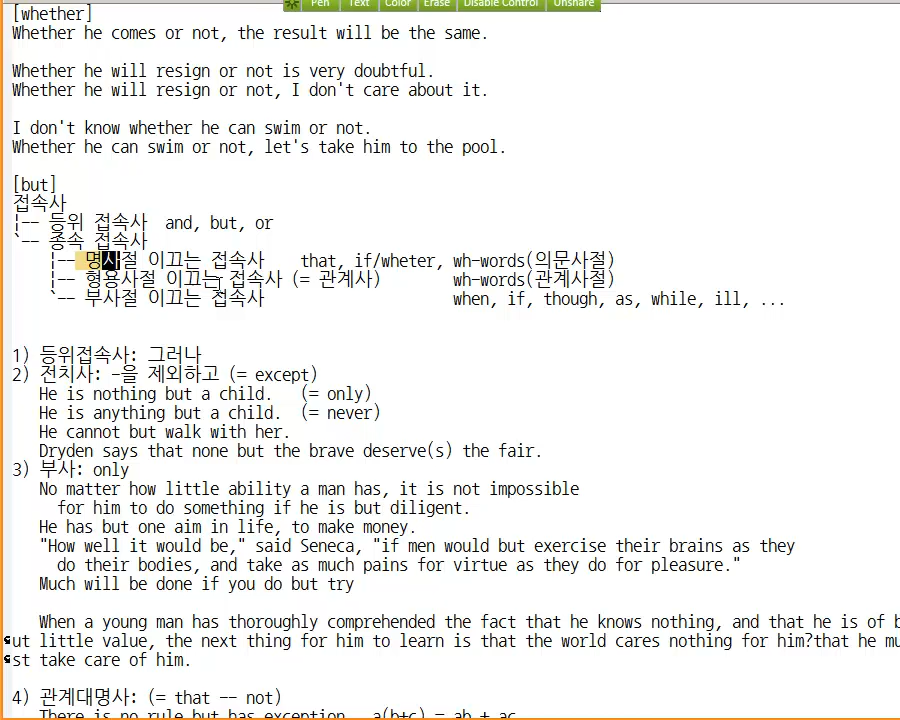 Pen Text Color Erase Disable Control Unshare
[whether]
Whether he comes or not, the result will be the same.
Whether he will resign or not is very doubtful.
Whether he will resign or not, I don't care about it.
I don't know whether he can swim or not.
Whether he can swim or not, let's take him to the pool.
[but]
접속사
¦-- 등위 접속사 and, but, or
`-- 종속 접속사
¦-- 명사절 이끄는 접속사 that, if/wheter, wh-words(의문사절)
¦-- 형용사절 이끄는 접속사 (= 관계사) wh-words(관계사절)
`-- 부사절 이끄는 접속사 when, if, though, as, while, ill, ...
1) 등위접속사: 그러나
2) 전치사: -을 제외하고 (= except)
He is nothing but a child. (= only)
He is anything but a child. (= never)
He cannot but walk with her.
Dryden says that none but the brave deserve(s) the fair.
3) 부사: only
No matter how little ability a man has, it is not impossible
for him to do something if he is but diligent.
He has but one aim in life, to make money.
"How well it would be," said Seneca, "if men would but exercise their brains as they
do their bodies, and take as much pains for virtue as they do for pleasure."
Much will be done if you do but try
When a young man has thoroughly comprehended the fact that he knows nothing, and that he is of b
ut little value, the next thing for him to learn is that the world cares nothing for him?that he mu
st take care of him.
4) 관계대명사: (= that -- not)
There is no rule but has exception. a(b+c) = ab + ac